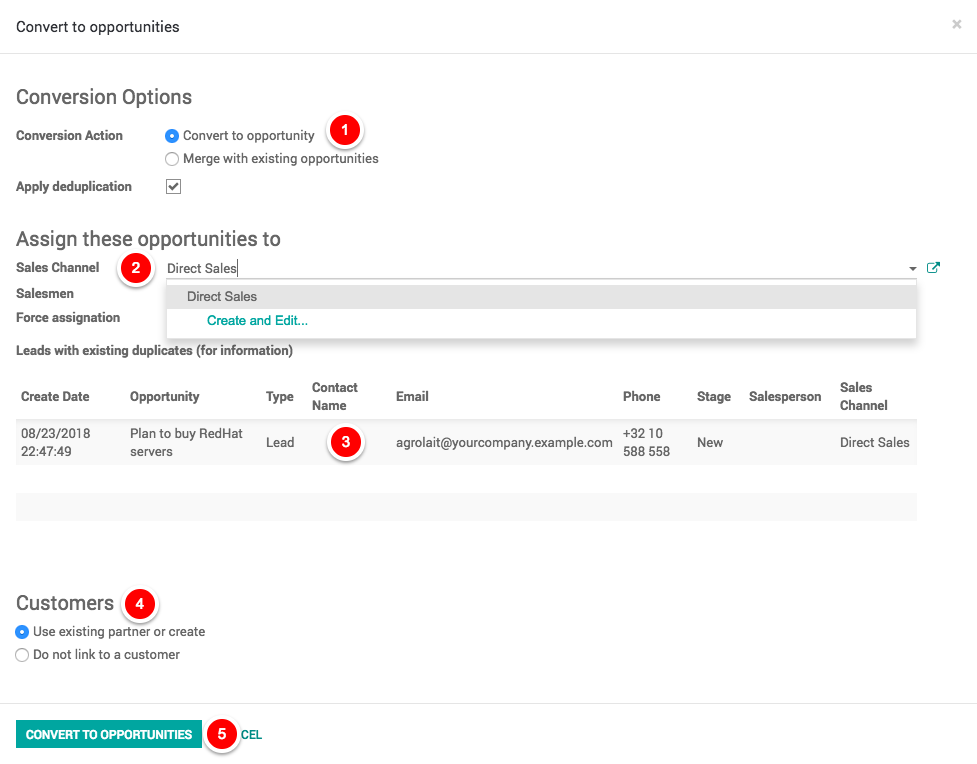 Convert to opportunities ×
Conversion Options
Conversion Action Convert to opportunity 1
Merge with existing opportunities
Apply deduplication
Assign these opportunities to
Sales Channel 2 Direct Sales
Salesmen Direct Sales
Force assignation Create and Edit...
Leads with existing duplicates (for information)
Create Date Opportunity Type Contact Name Email Phone Stage Salesperson Sales Channel
08/23/2018 22:47:49 Plan to buy RedHat servers Lead 3 agrolait@yourcompany.example.com +32 10 588 558 New Direct Sales
Customers 4
Use existing partner or create
Do not link to a customer
CONVERT TO OPPORTUNITIES 5 CEL